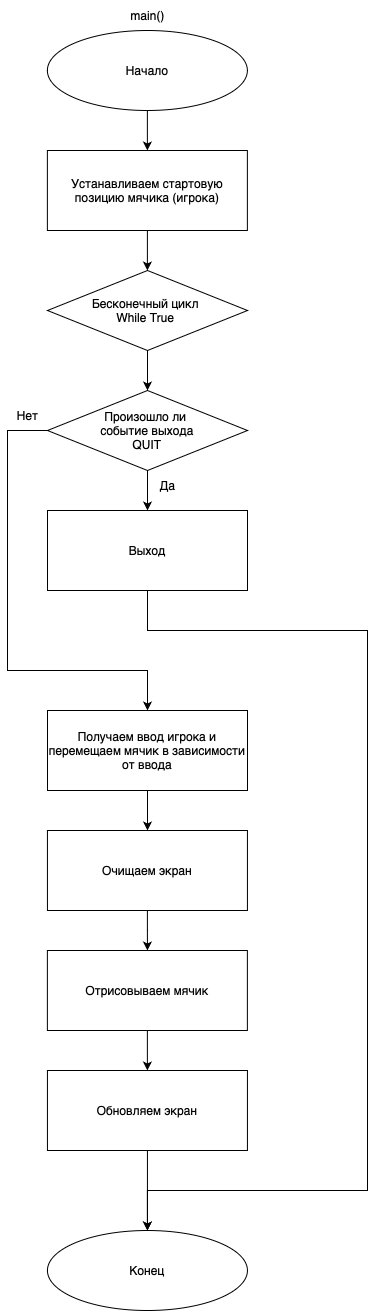 main()
Начало
Устанавливаем стартовую
позицию мячика (игрока)
Бесконечный цикл
While True
Произошло ли
событие выхода
QUIT
Нет
Да
Выход
Получаем ввод игрока и
перемещаем мячик в зависимости
от ввода
Очищаем экран
Отрисовываем мячик
Обновляем экран
Конец